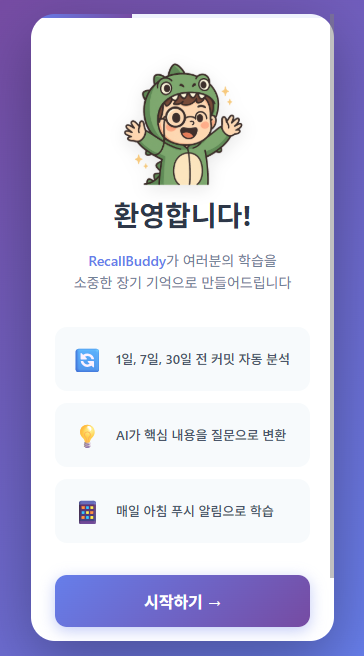 환영합니다!
RecallBuddy가 여러분의 학습을
소중한 장기 기억으로 만들어드립니다
1일, 7일, 30일 전 커밋 자동 분석
AI가 핵심 내용을 질문으로 변환
매일 아침 푸시 알림으로 학습
시작하기 →